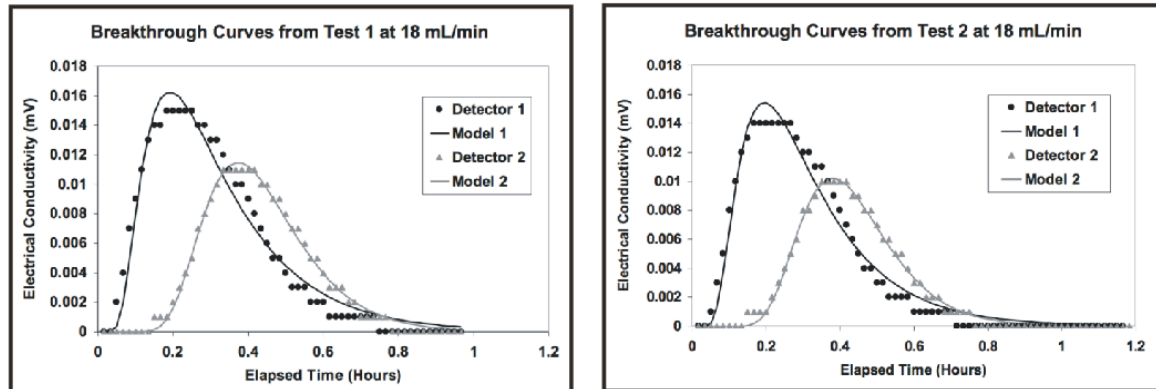 Breakthrough Curves from Test 1 at 18 mL/min
Electrical Conductivity (mV)
0.018
0.016
0.014
0.012
0.01
0.008
0.006
0.004
0.002
0
0
0.2
0.4
0.6
0.8
1
1.2
Elapsed Time (Hours)
Detector 1
Model 1
Detector 2
Model 2
Breakthrough Curves from Test 2 at 18 mL/min
Electrical Conductivity (mV)
0.018
0.016
0.014
0.012
0.01
0.008
0.006
0.004
0.002
0
0
0.2
0.4
0.6
0.8
1
1.2
Elapsed Time (Hours)
Detector 1
Model 1
Detector 2
Model 2